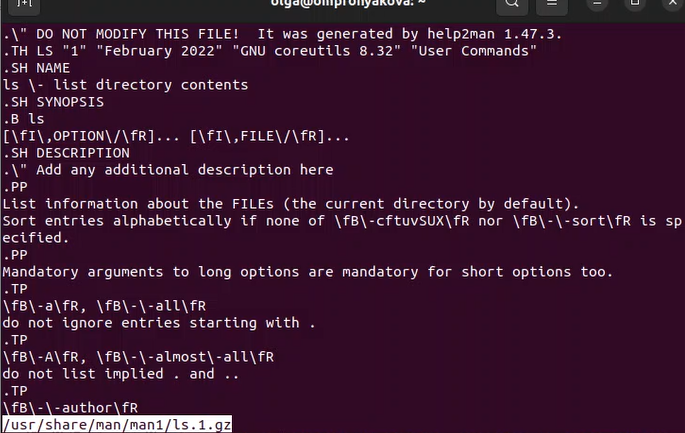 olga@ompronyakova: ~
.\" DO NOT MODIFY THIS FILE!  It was generated by help2man 1.47.3.
.TH LS "1" "February 2022" "GNU coreutils 8.32" "User Commands"
.SH NAME
ls \- list directory contents
.SH SYNOPSIS
.B ls
[\fI\,OPTION\/\fR]... [\fI\,FILE\/\fR]...
.SH DESCRIPTION
.\" Add any additional description here
.PP
List information about the FILEs (the current directory by default).
Sort entries alphabetically if none of \fB\-cftuvSUX\fR nor \fB\-\-sort\fR is sp
ecified.
.PP
Mandatory arguments to long options are mandatory for short options too.
.TP
\fB\-a\fR, \fB\-\-all\fR
do not ignore entries starting with .
.TP
\fB\-A\fR, \fB\-\-almost\-all\fR
do not list implied . and ..
.TP
\fB\-\-author\fR
/usr/share/man/man1/ls.1.gz